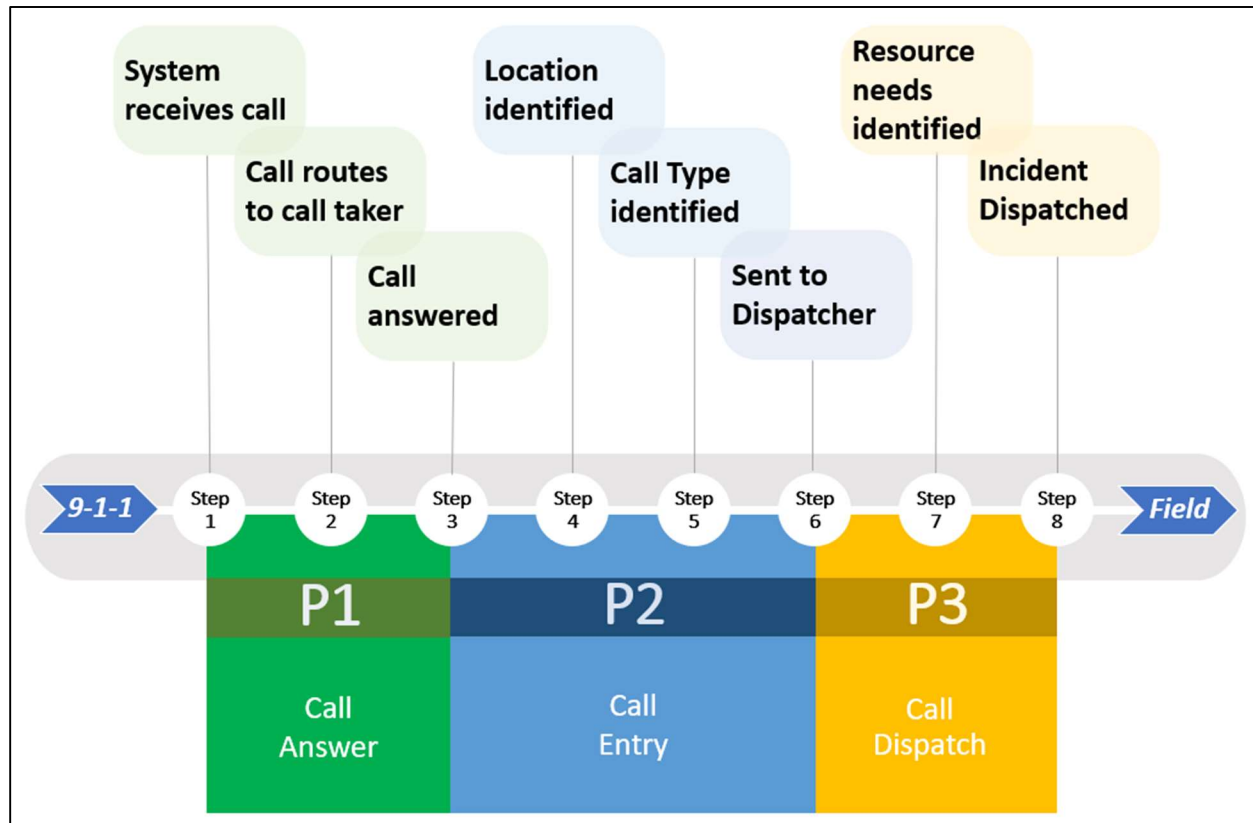 System
receives call
Call routes
to call taker
Call
answered
Location
identified
Call Type
identified
Sent to
Dispatcher
Resource
needs
identified
Incident
Dispatched
9-1-1
Step
1
Step
2
Step
3
Step
4
Step
5
Step
6
Step
7
Step
8
Field
P1
P2
P3
Call
Answer
Call
Entry
Call
Dispatch